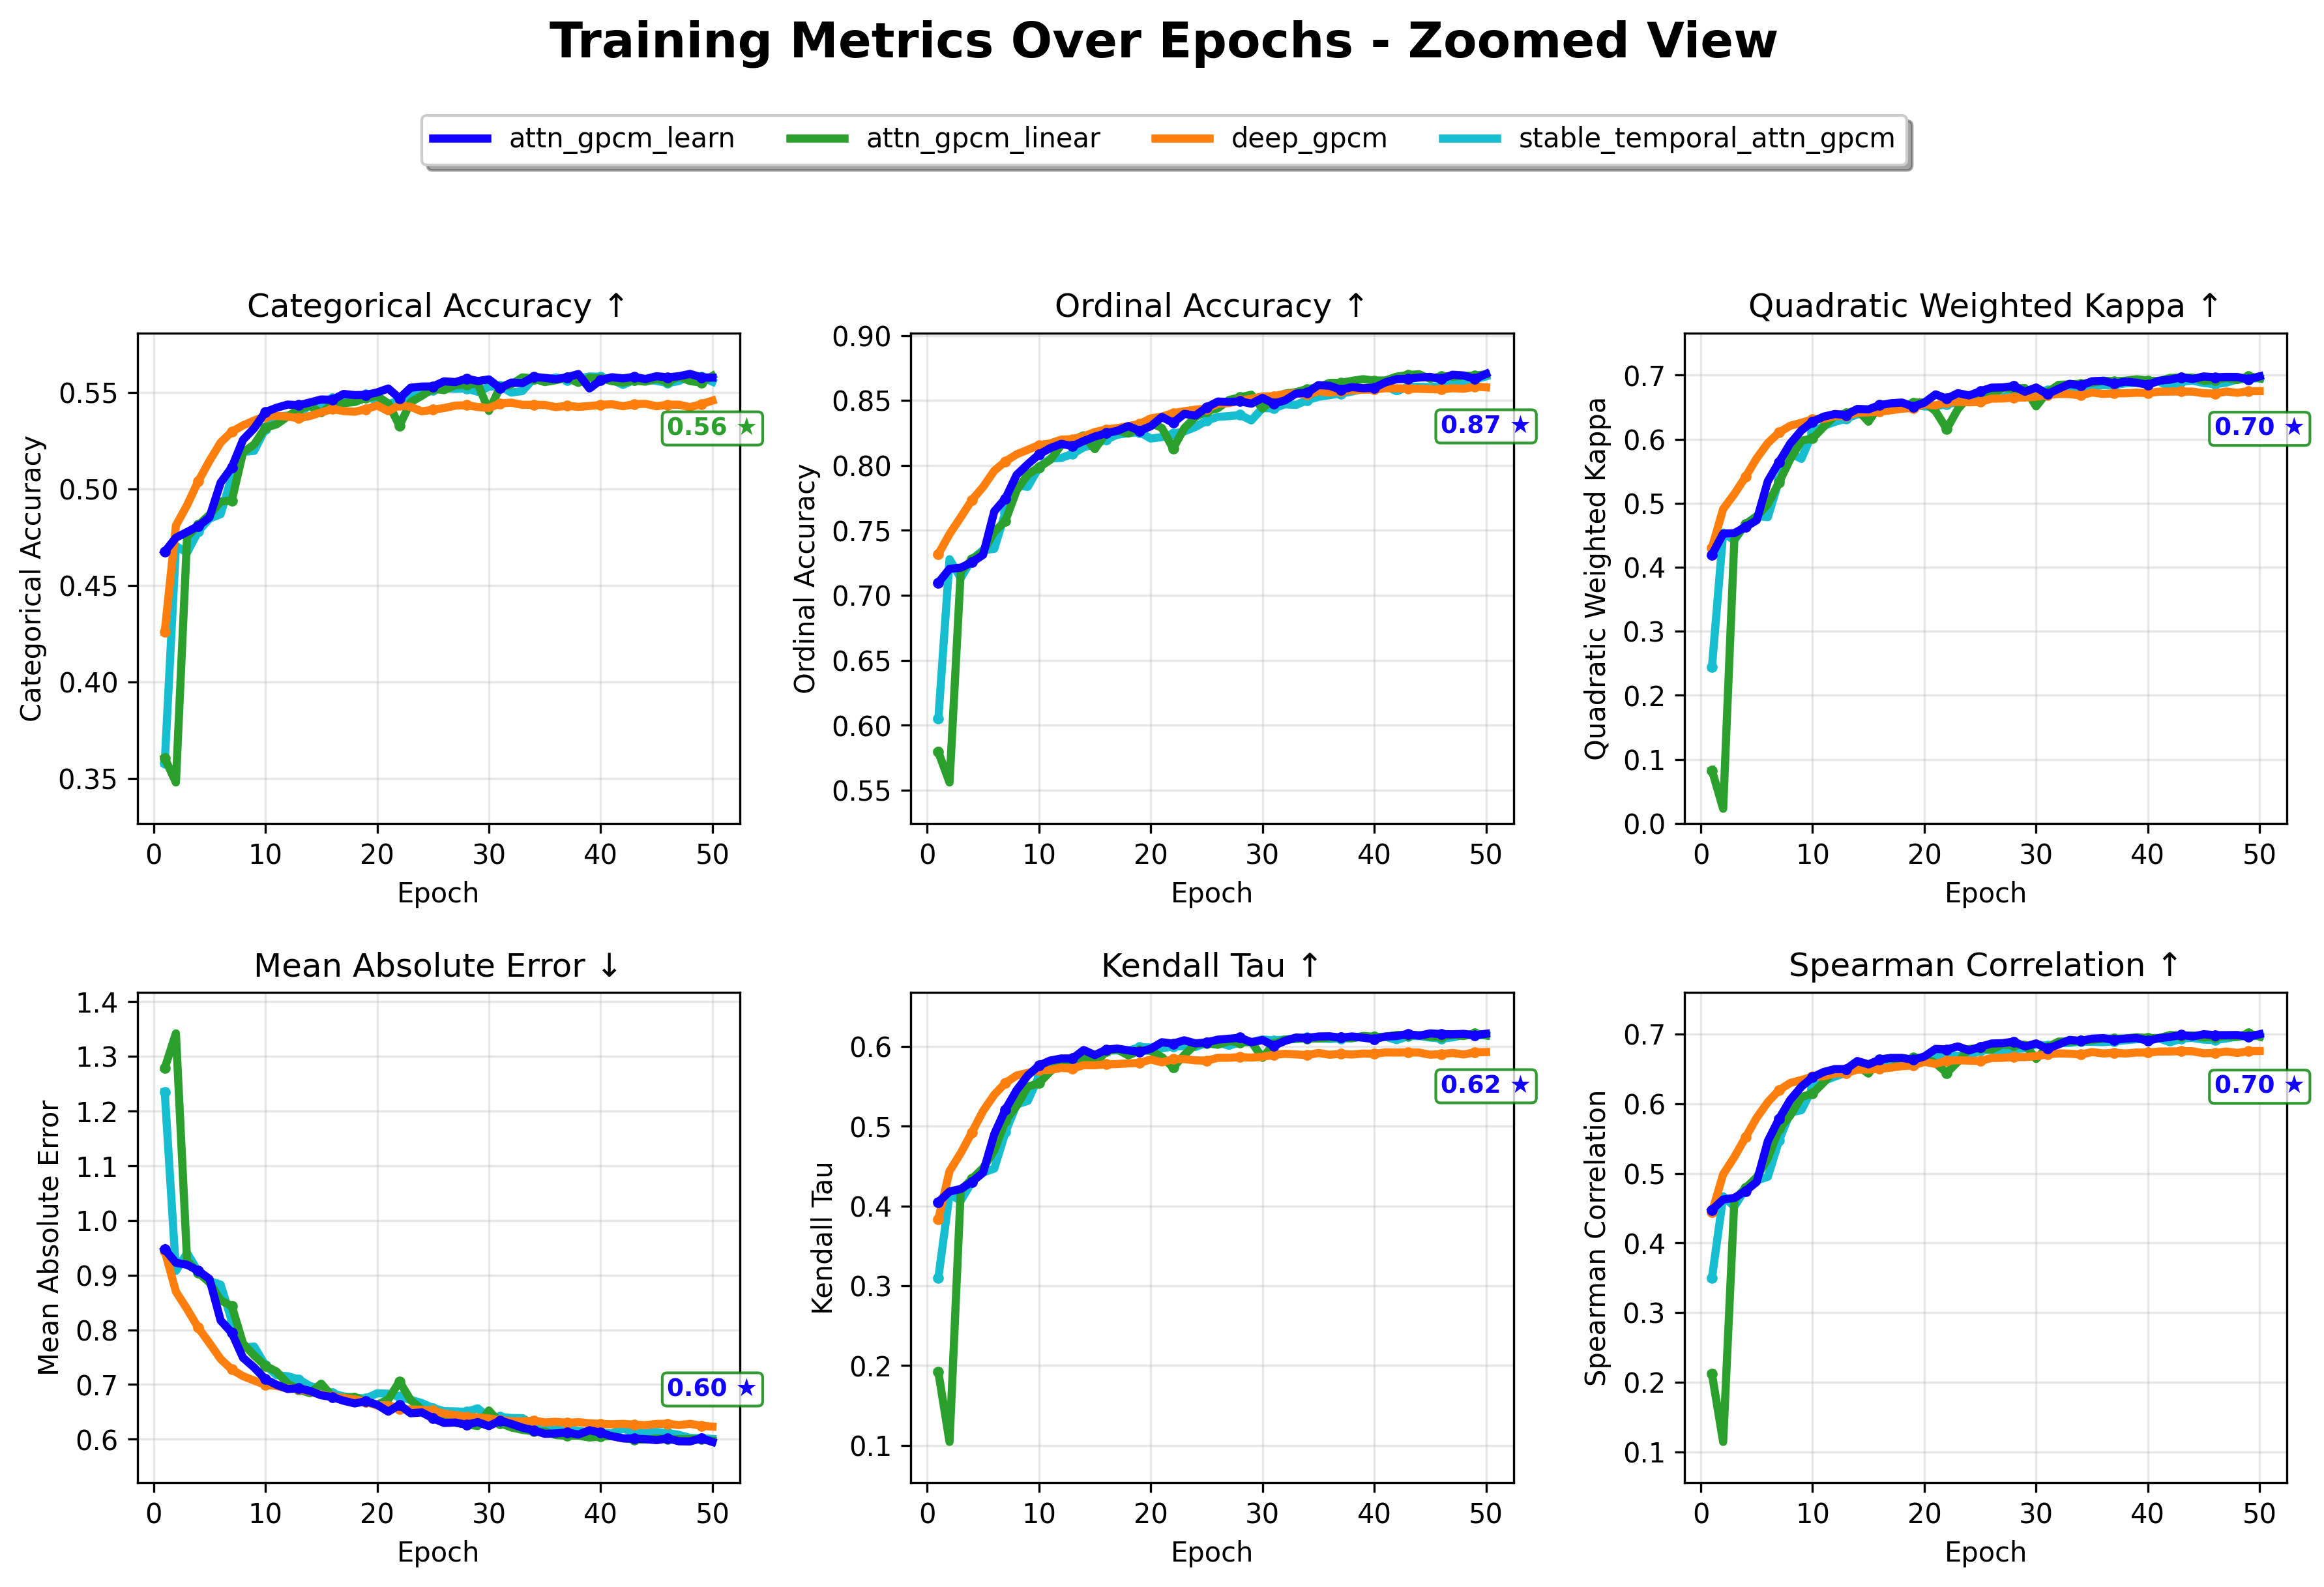 Training Metrics Over Epochs - Zoomed View
attn_gpcm_learn attn_gpcm_linear deep_gpcm stable_temporal_attn_gpcm
Categorical Accuracy ↑
Categorical Accuracy
0.55
0.50
0.45
0.40
0.35
0.56 ★
0 10 20 30 40 50
Epoch
Ordinal Accuracy ↑
Ordinal Accuracy
0.90
0.85
0.80
0.75
0.70
0.65
0.60
0.55
0.87 ★
0 10 20 30 40 50
Epoch
Quadratic Weighted Kappa ↑
Quadratic Weighted Kappa
0.7
0.6
0.5
0.4
0.3
0.2
0.1
0.0
0.70 ★
0 10 20 30 40 50
Epoch
Mean Absolute Error ↓
Mean Absolute Error
1.4
1.3
1.2
1.1
1.0
0.9
0.8
0.7
0.6
0.60 ★
0 10 20 30 40 50
Epoch
Kendall Tau ↑
Kendall Tau
0.6
0.5
0.4
0.3
0.2
0.1
0.62 ★
0 10 20 30 40 50
Epoch
Spearman Correlation ↑
Spearman Correlation
0.7
0.6
0.5
0.4
0.3
0.2
0.1
0.70 ★
0 10 20 30 40 50
Epoch